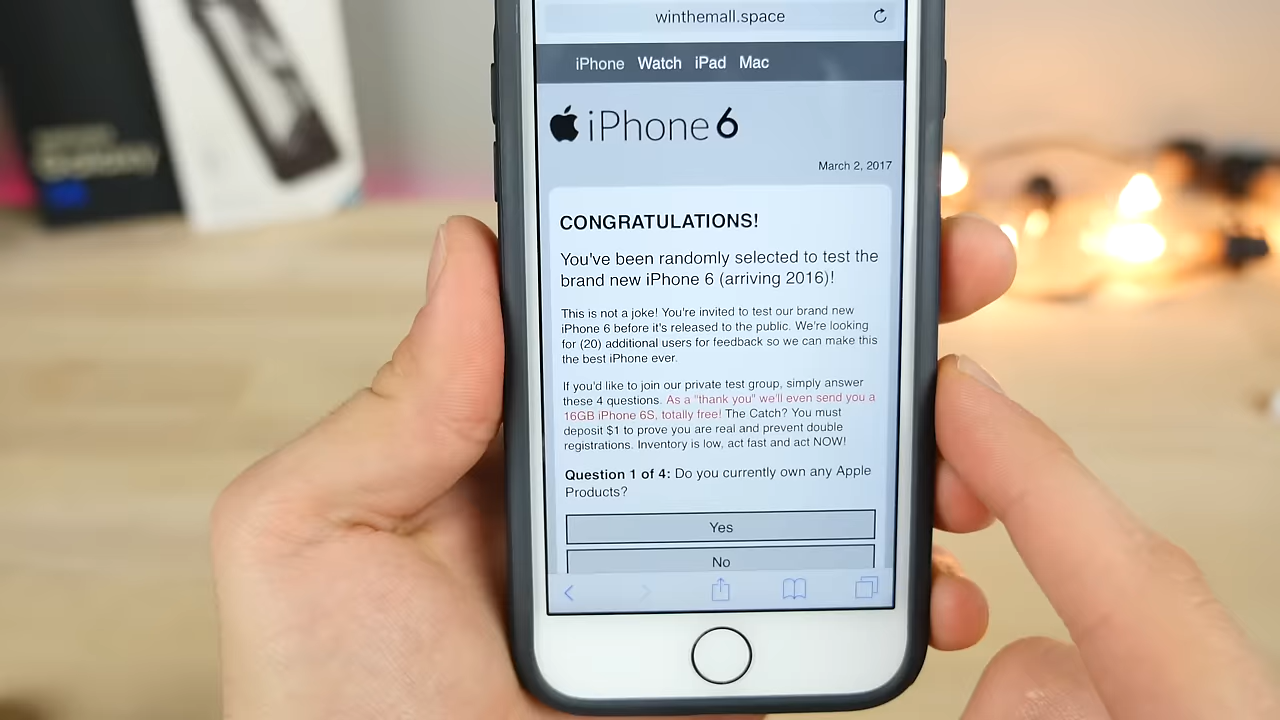 winthemall.space
iPhone Watch iPad Mac
iPhone 6
March 2, 2017
CONGRATULATIONS!
You've been randomly selected to test the
brand new iPhone 6 (arriving 2016)!
This is not a joke! You're invited to test our brand new
iPhone 6 before it's released to the public. We're looking
for (20) additional users for feedback so we can make this
the best iPhone ever.
If you'd like to join our private test group, simply answer
these 4 questions. As a "thank you" we'll even send you a
16GB iPhone 6S, totally free! The Catch? You must
deposit $1 to prove you are real and prevent double
registrations. Inventory is low, act fast and act NOW!
Question 1 of 4: Do you currently own any Apple
Products?
Yes
No
Galaxy